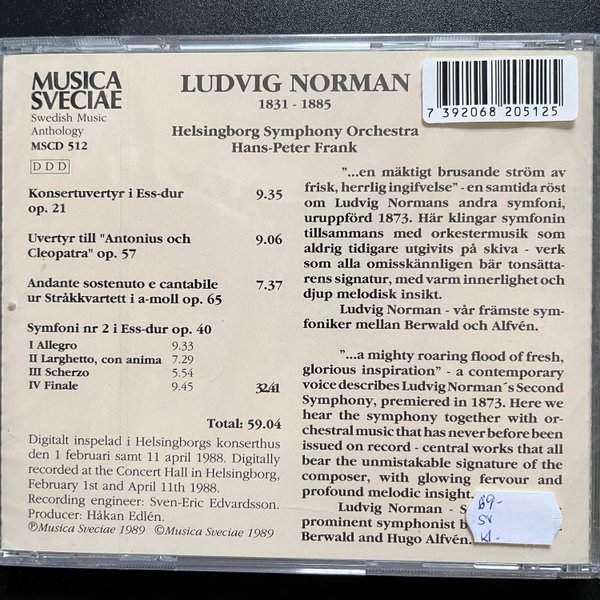 MUSICA
SVECIAE
Swedish Music
Anthology
MSCD 512
DDD
LUDVIG NORMAN
1831 - 1885
Helsingborg Symphony Orchestra
Hans-Peter Frank
7 392068 205125
Konsertuvertyr i Ess-dur 9.35
op. 21
Uvertyr till "Antonius och 9.06
Cleopatra" op. 57
Andante sostenuto e cantabile 7.37
ur Stråkkvartett i a-moll op. 65
Symfoni nr 2 i Ess-dur op. 40
I Allegro 9.33
II Larghetto, con anima 7.29
III Scherzo 5.54
IV Finale 9.45 32.41
Total: 59.04
Digitalt inspelad i Helsingborgs konserthus
den 1 februari samt 11 april 1988. Digitally
recorded at the Concert Hall in Helsingborg,
February 1st and April 11th 1988.
Recording engineer: Sven-Eric Edvardsson.
Producer: Håkan Edlén.
℗Musica Sveciae 1989 ©Musica Sveciae 1989
"...en mäktigt brusande ström av
frisk, herrlig ingifvelse" - en samtida röst
om Ludvig Normans andra symfoni,
uruppförd 1873. Här klingar symfonin
tillsammans med orkestermusik som
aldrig tidigare utgivits på skiva - verk
som alla omisskännligen bär tonsätta-
rens signatur, med varm innerlighet och
djup melodisk insikt.
Ludvig Norman - vår främste sym-
foniker mellan Berwald och Alfvén.
"...a mighty roaring flood of fresh,
glorious inspiration" - a contemporary
voice describes Ludvig Norman´s Second
Symphony, premiered in 1873. Here we
hear the symphony together with or-
chestral music that has never before been
issued on record - central works that all
bear the unmistakable signature of the
composer, with glowing fervour and
profound melodic insight.
Ludvig Norman - S
prominent symphonist b
Berwald and Hugo Alfvén.
69-
sv
kl-